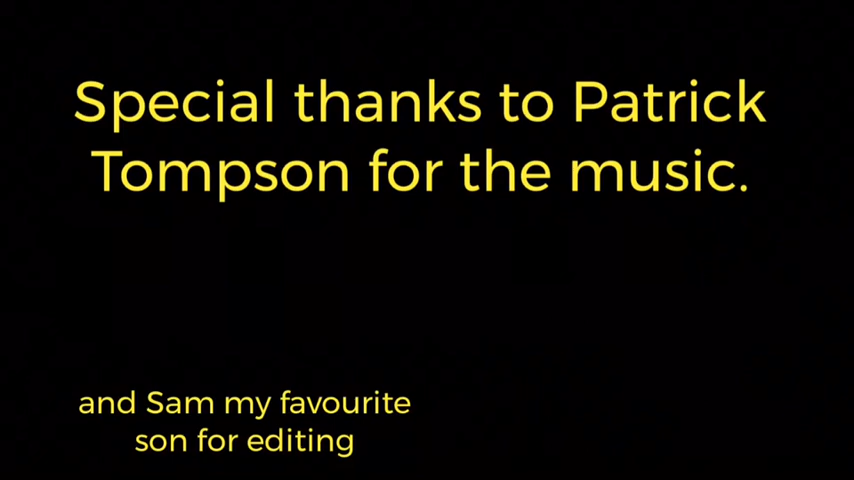 Special thanks to Patrick
Tompson for the music.
and Sam my favourite
son for editing